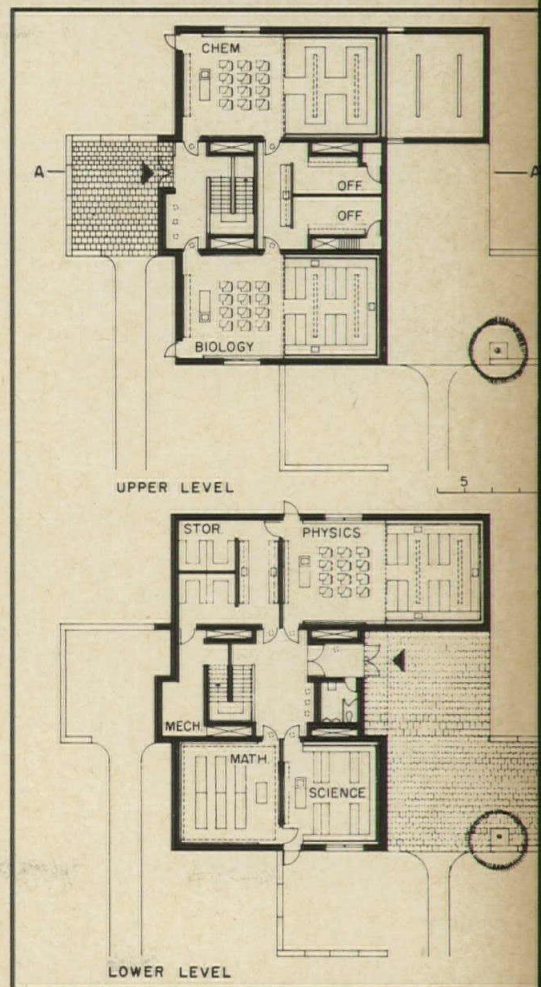 CHEM
A
A
OFF.
OFF.
BIOLOGY
UPPER LEVEL
5
STOR.
PHYSICS
MECH.
MATH.
SCIENCE
LOWER LEVEL